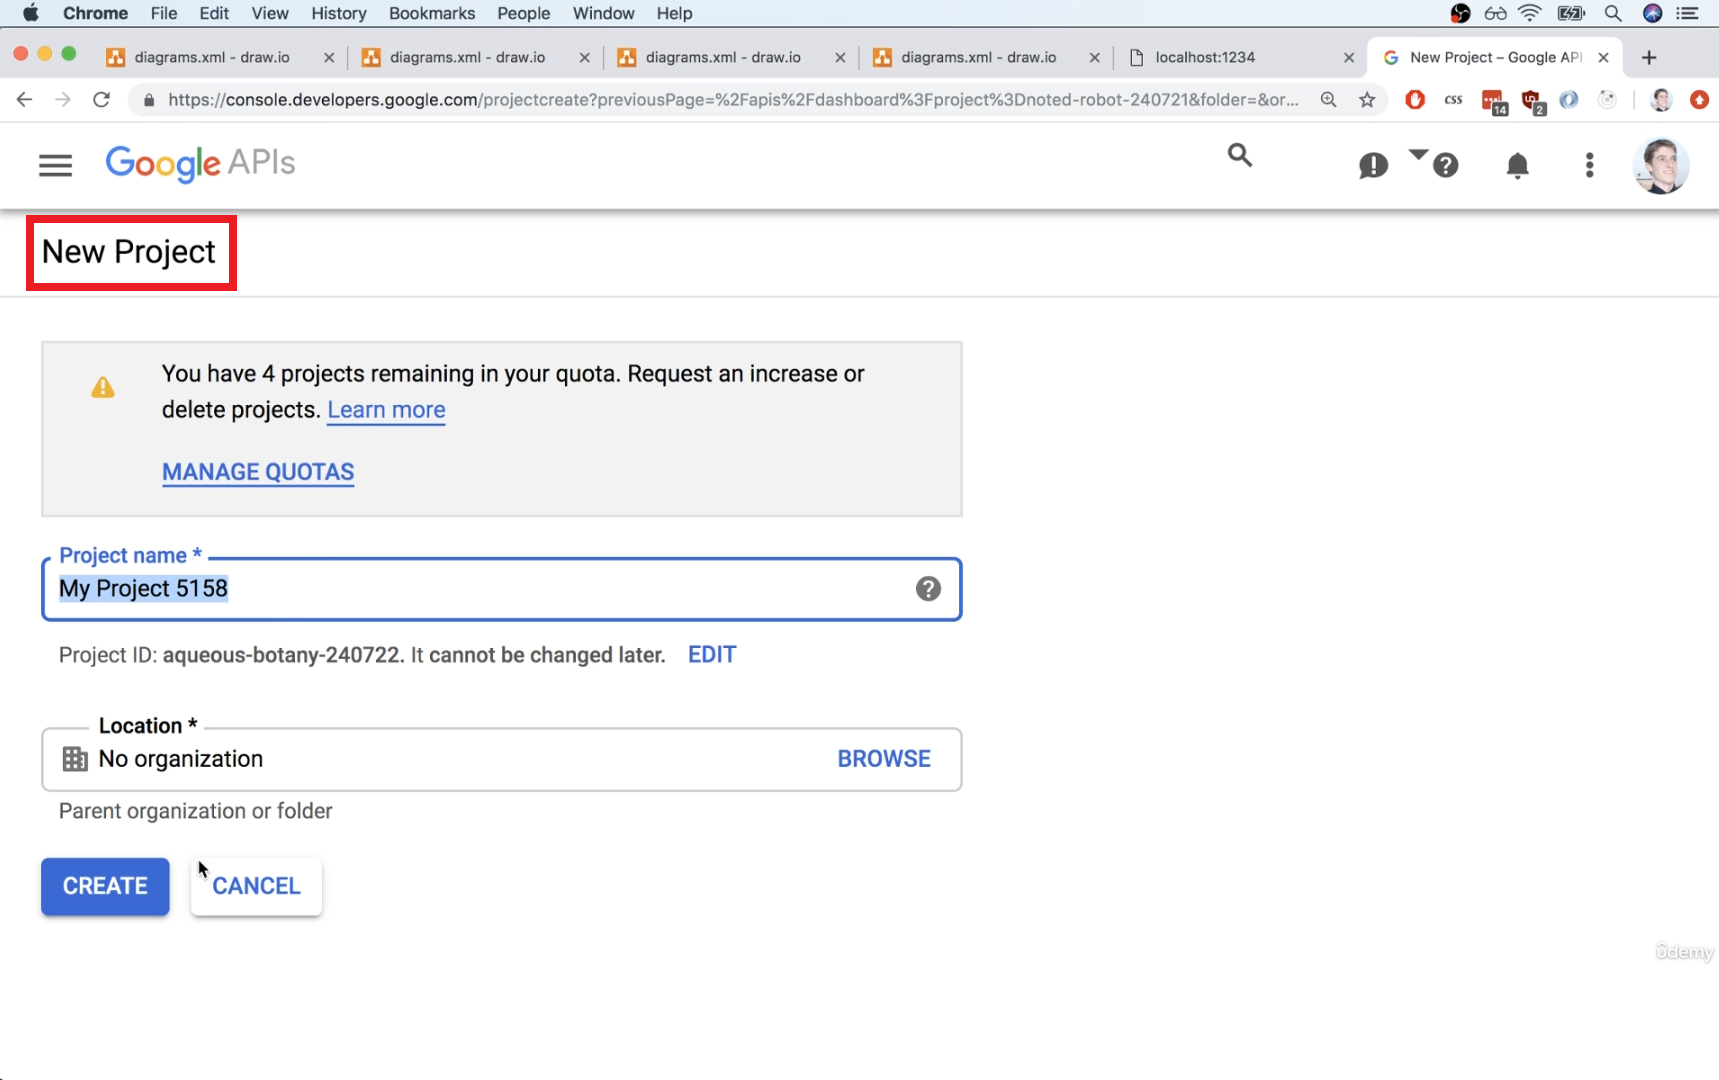 Chrome File Edit View History Bookmarks People Window Help
diagrams.xml - draw.io diagrams.xml - draw.io diagrams.xml - draw.io diagrams.xml - draw.io localhost:1234 New Project – Google API
https://console.developers.google.com/projectcreate?previousPage=%2Fapis%2Fdashboard%3Fproject%3Dnoted-robot-240721&folder=&or... css 14 2
Google APIs
New Project
You have 4 projects remaining in your quota. Request an increase or
delete projects. Learn more
MANAGE QUOTAS
Project name *
My Project 5158
Project ID: aqueous-botany-240722. It cannot be changed later. EDIT
Location *
No organization BROWSE
Parent organization or folder
CREATE CANCEL
ûdemy